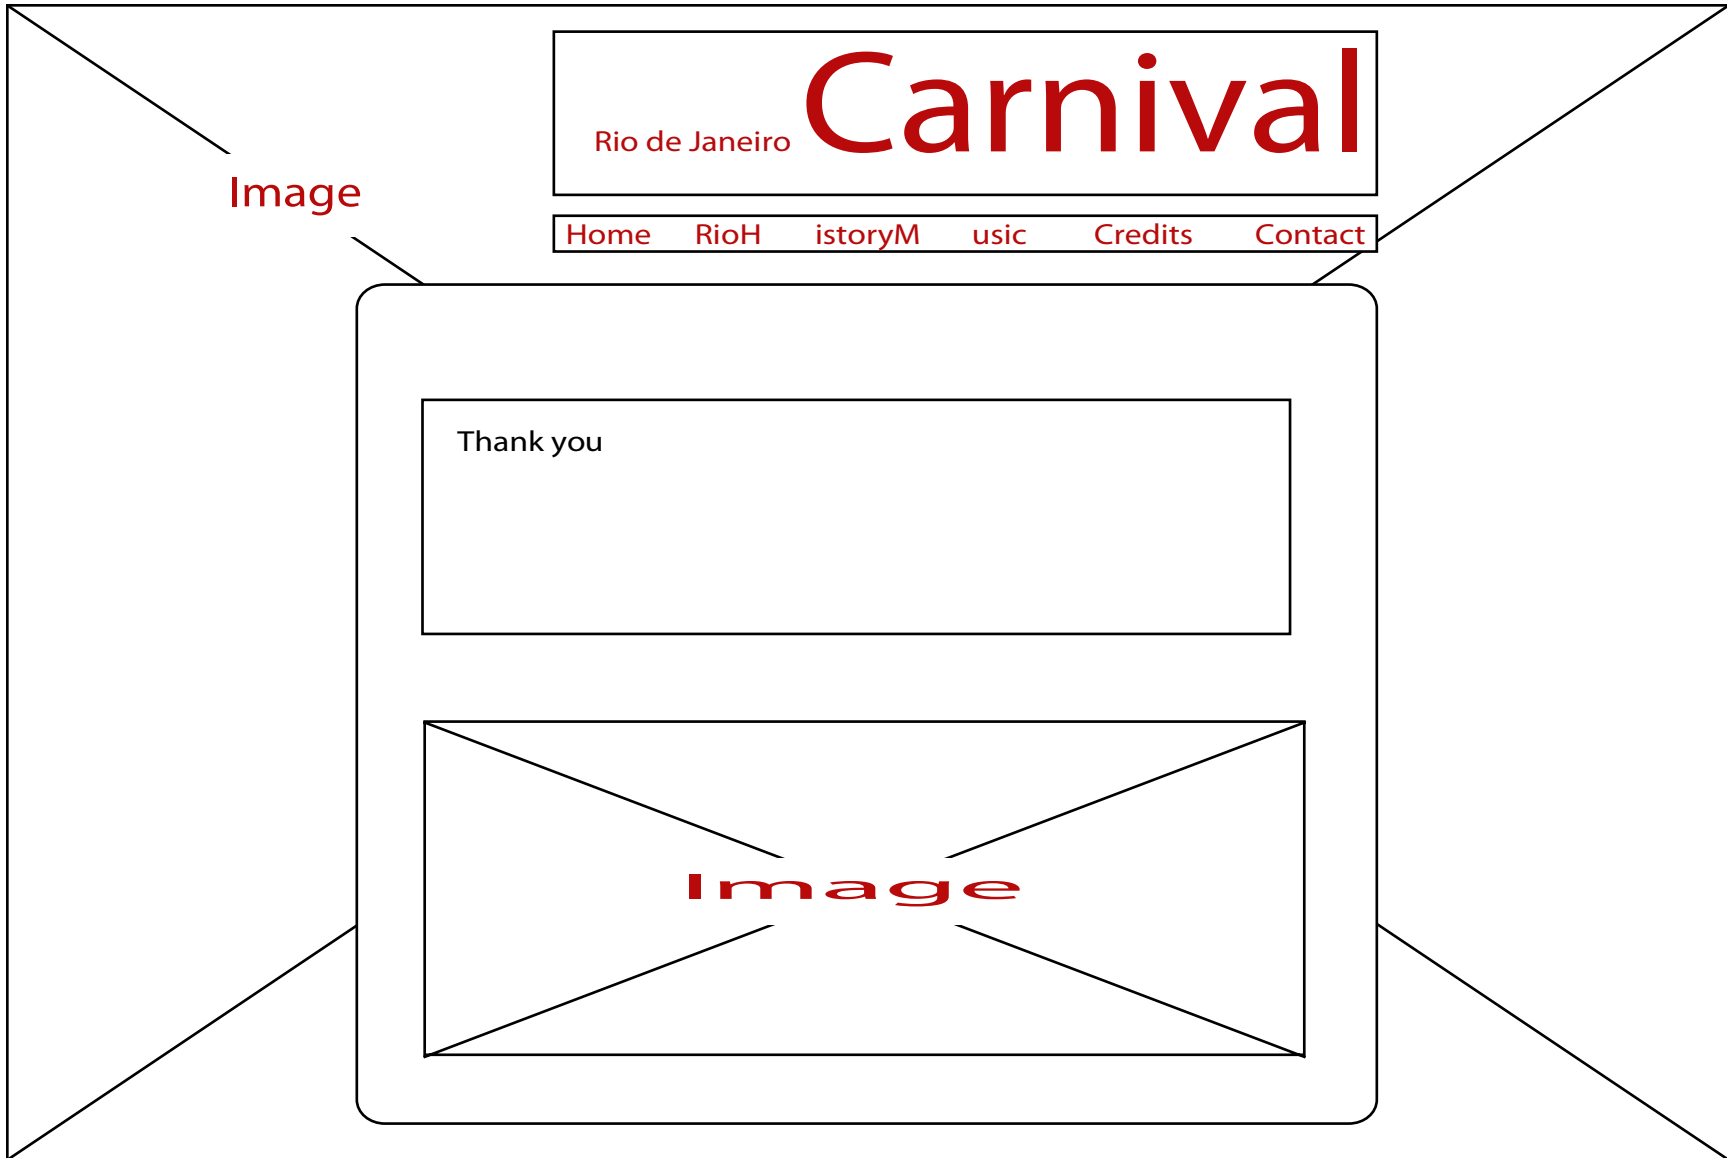 Rio de Janeiro Carnival
Image
Home RioH istoryM usic Credits Contact
Thank you
Image